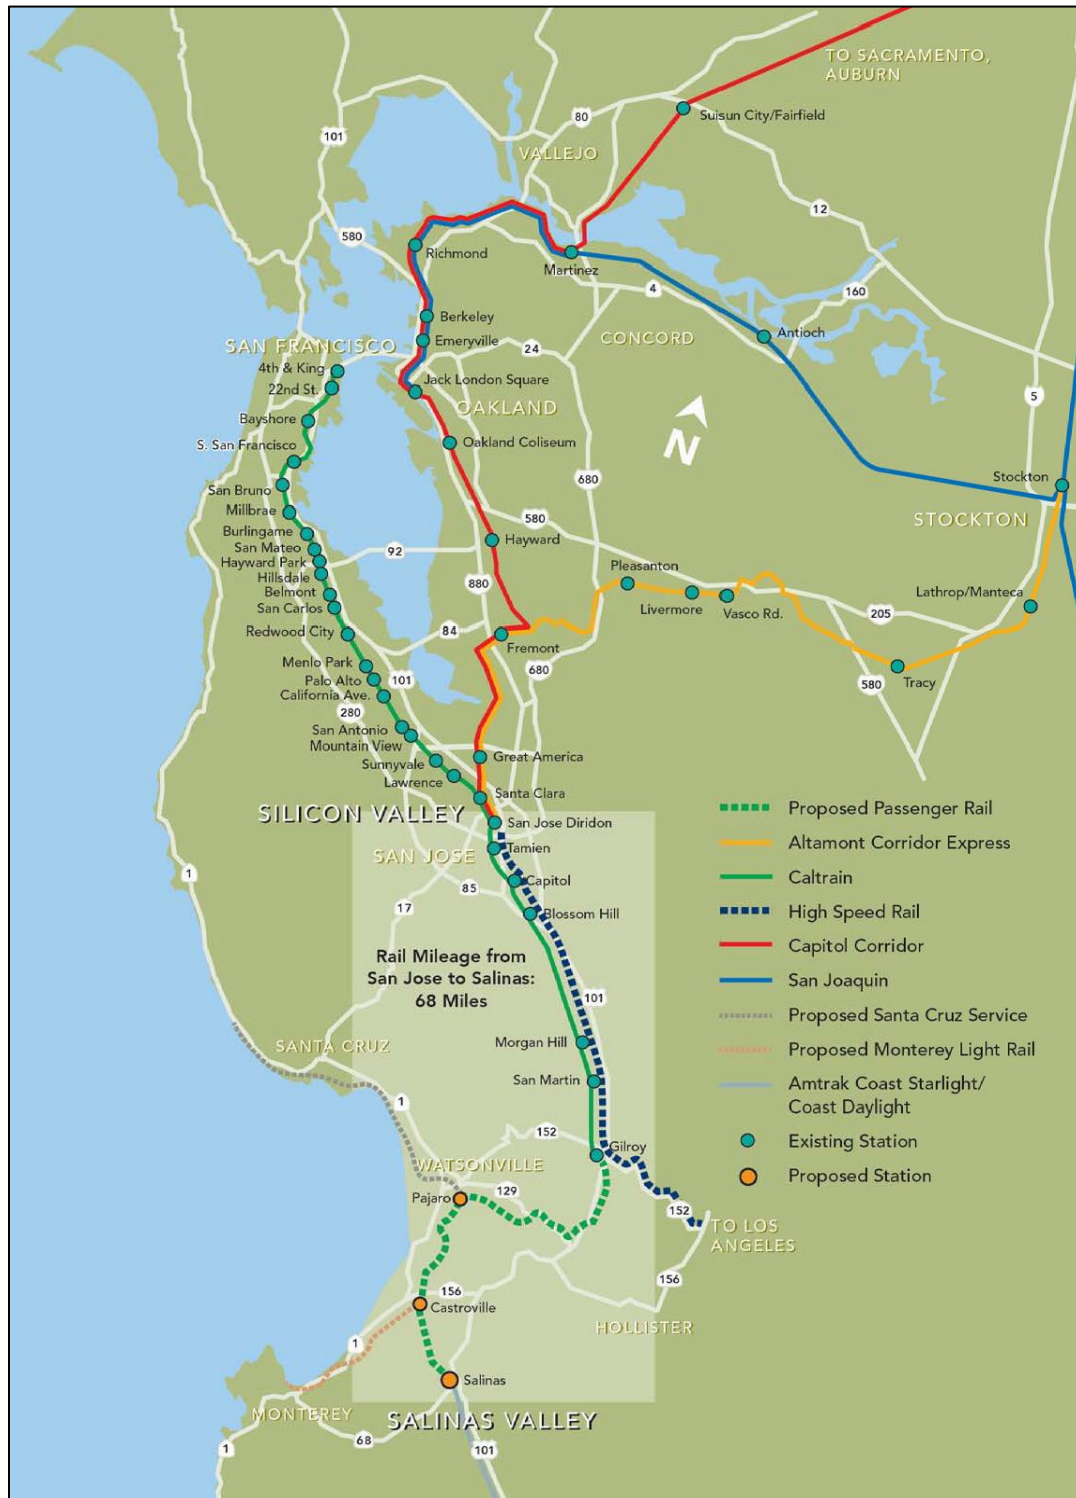 TO SACRAMENTO,
AUBURN
Suisun City/Fairfield
80
101
VALLEJO
12
580
Richmond
Martinez
4
160
Berkeley
Emeryville
SAN FRANCISCO
CONCORD
Antioch
24
4th & King
22nd St.
Jack London Square
OAKLAND
5
Bayshore
N
S. San Francisco
Oakland Coliseum
San Bruno
680
Stockton
Millbrae
580
STOCKTON
Burlingame
Hayward
San Mateo
92
Hayward Park
Hillsdale
880
Pleasanton
Belmont
Livermore
Vasco Rd.
Lathrop/Manteca
San Carlos
205
Redwood City
84
Fremont
Menlo Park
680
Palo Alto
101
580
Tracy
California Ave.
280
San Antonio
Mountain View
Sunnyvale
Great America
Lawrence
Santa Clara
SILICON VALLEY
San Jose Diridon
SAN JOSE
Tamien
1
85
Capitol
17
Blossom Hill
Rail Mileage from
San Jose to Salinas:
68 Miles
101
Morgan Hill
SANTA CRUZ
San Martin
1
152
Gilroy
WATSONVILLE
Pajaro
129
152
TO LOS
ANGELES
156
156
Castroville
HOLLISTER
1
Salinas
MONTEREY
SALINAS VALLEY
68
1
101
Proposed Passenger Rail
Altamont Corridor Express
Caltrain
High Speed Rail
Capitol Corridor
San Joaquin
Proposed Santa Cruz Service
Proposed Monterey Light Rail
Amtrak Coast Starlight/
Coast Daylight
Existing Station
Proposed Station